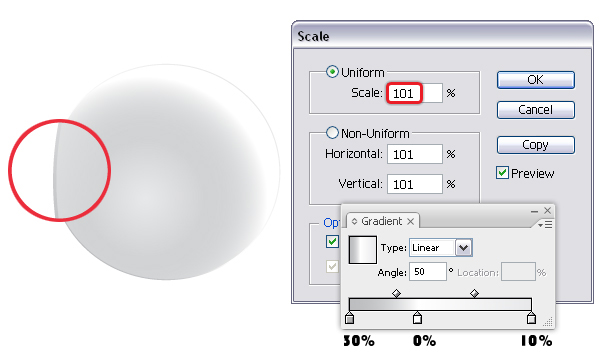 Scale
Uniform
Scale: 101 %
OK
Cancel
Non-Uniform
Horizontal: 101 %
Vertical: 101 %
Copy
Preview
Gradient
Type: Linear
Angle: 50 ° Location: %
30% 0% 10%